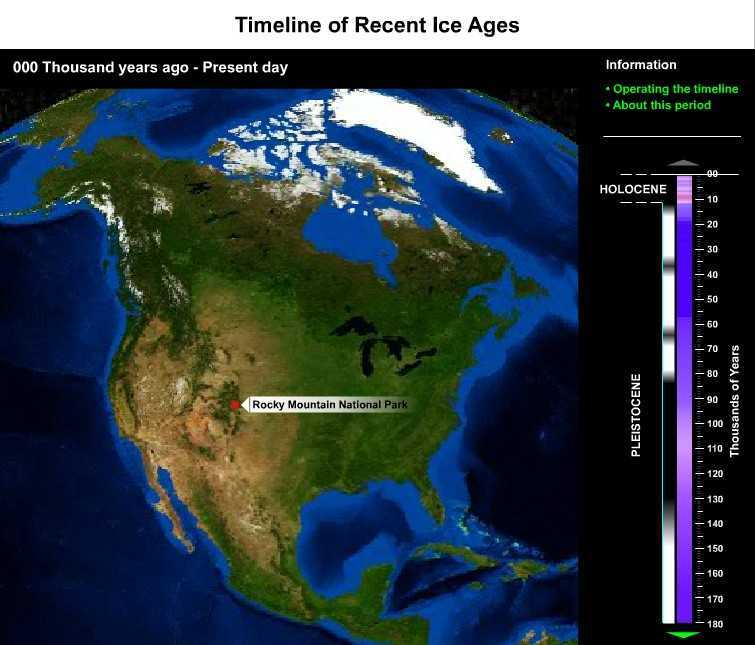 Timeline of Recent Ice Ages
000 Thousand years ago - Present day
Information
• Operating the timeline
• About this period
HOLOCENE
PLEISTOCENE
00
10
20
30
40
50
60
70
80
90
100
110
120
130
140
150
160
170
180
Thousands of Years
Rocky Mountain National Park